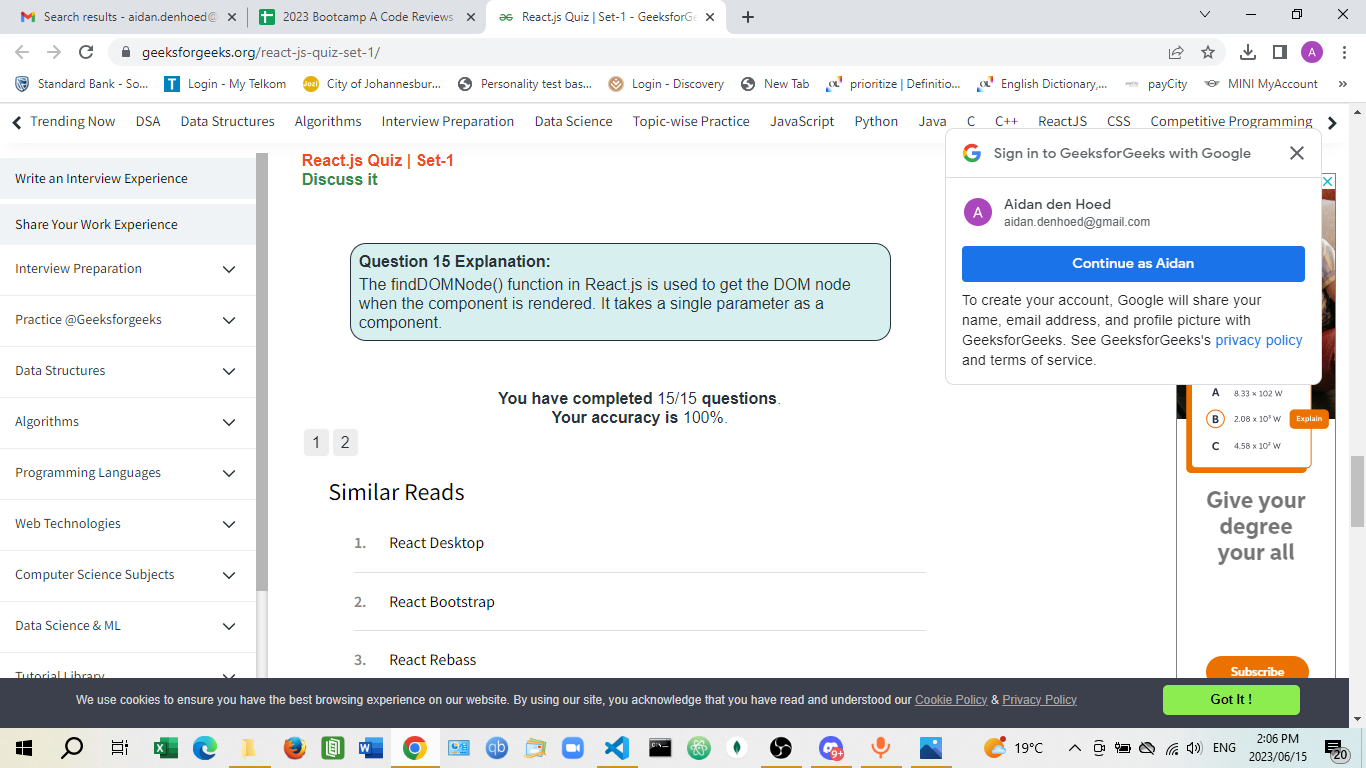 Search results - aidan.denhoed@
2023 Bootcamp A Code Reviews
React.js Quiz | Set-1 - GeeksforGe
geeksforgeeks.org/react-js-quiz-set-1/
A
Standard Bank - So...
Login - My Telkom
City of Johannesbur...
Personality test bas...
Login - Discovery
New Tab
prioritize | Definitio...
English Dictionary,...
payCity
MINI MyAccount
Trending Now
DSA
Data Structures
Algorithms
Interview Preparation
Data Science
Topic-wise Practice
JavaScript
Python
Java
C
C++
ReactJS
CSS
Competitive Programming
Write an Interview Experience
Share Your Work Experience
Interview Preparation
Practice @Geeksforgeeks
Data Structures
Algorithms
Programming Languages
Web Technologies
Computer Science Subjects
Data Science & ML
Tutorial Library
React.js Quiz | Set-1
Discuss it
Question 15 Explanation:
The findDOMNode() function in React.js is used to get the DOM node
when the component is rendered. It takes a single parameter as a
component.
You have completed 15/15 questions.
Your accuracy is 100%.
1 2
Similar Reads
1. React Desktop
2. React Bootstrap
3. React Rebass
Sign in to GeeksforGeeks with Google
A
Aidan den Hoed
aidan.denhoed@gmail.com
Continue as Aidan
To create your account, Google will share your
name, email address, and profile picture with
GeeksforGeeks. See GeeksforGeeks's privacy policy
and terms of service.
A 8.33 × 102 W
B 2.08 × 10³ W Explain
C 4.58 × 10² W
Give your
degree
your all
Subscribe
We use cookies to ensure you have the best browsing experience on our website. By using our site, you acknowledge that you have read and understood our Cookie Policy & Privacy Policy
Got It !
19°C
ENG
2:06 PM
2023/06/15
20